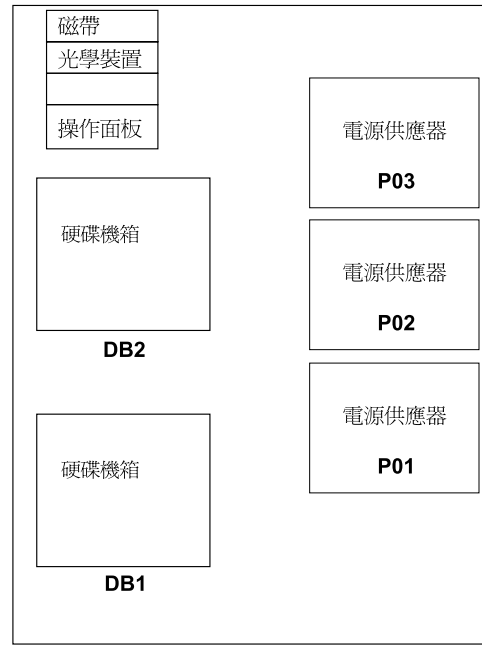 磁帶
光學裝置
操作面板
硬碟機箱
DB2
硬碟機箱
DB1
電源供應器
P03
電源供應器
P02
電源供應器
P01